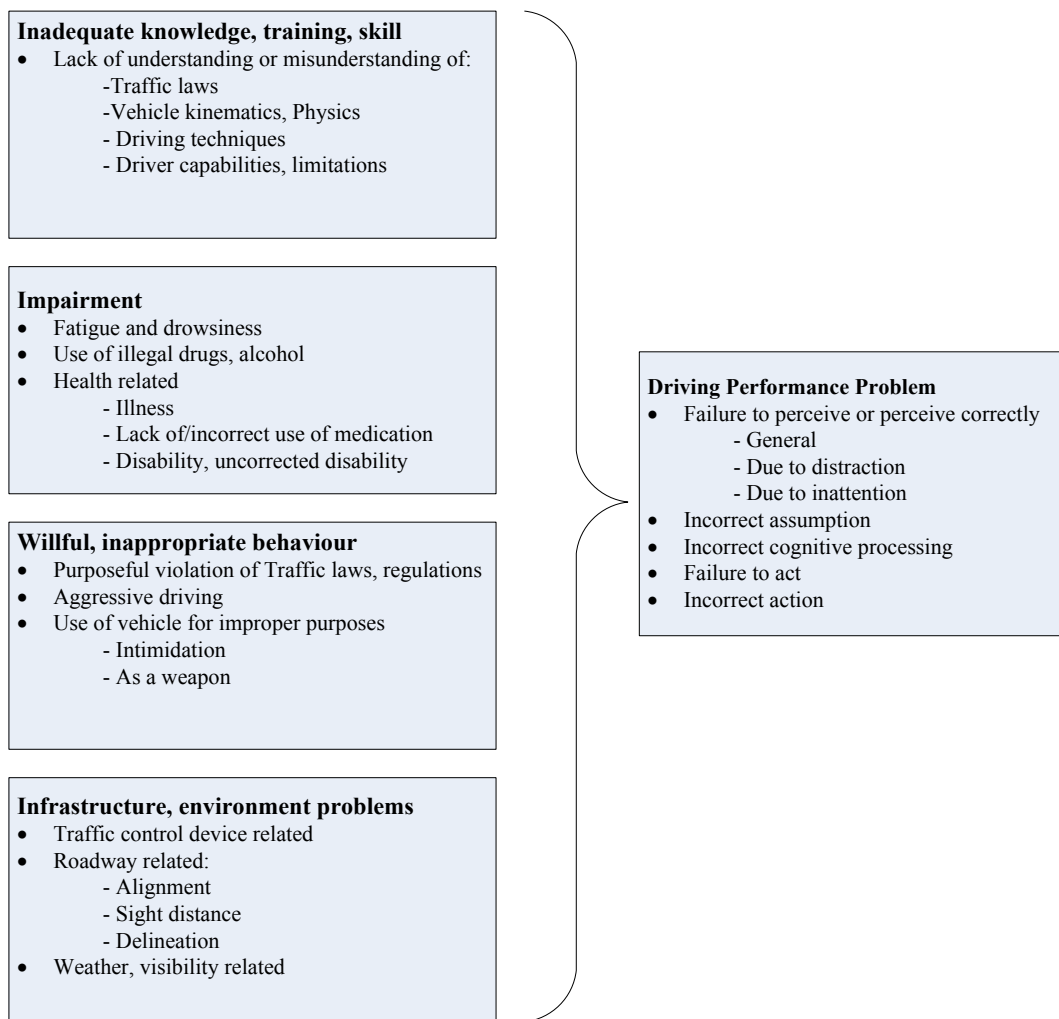 Inadequate knowledge, training, skill
• Lack of understanding or misunderstanding of:
-Traffic laws
-Vehicle kinematics, Physics
- Driving techniques
- Driver capabilities, limitations
Impairment
• Fatigue and drowsiness
• Use of illegal drugs, alcohol
• Health related
- Illness
- Lack of/incorrect use of medication
- Disability, uncorrected disability
Willful, inappropriate behaviour
• Purposeful violation of Traffic laws, regulations
• Aggressive driving
• Use of vehicle for improper purposes
- Intimidation
- As a weapon
Infrastructure, environment problems
• Traffic control device related
• Roadway related:
- Alignment
- Sight distance
- Delineation
• Weather, visibility related
Driving Performance Problem
• Failure to perceive or perceive correctly
- General
- Due to distraction
- Due to inattention
• Incorrect assumption
• Incorrect cognitive processing
• Failure to act
• Incorrect action